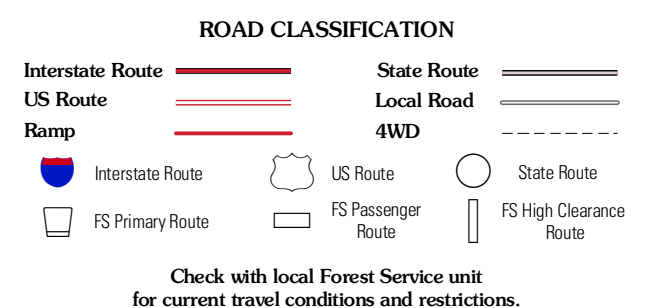 ROAD CLASSIFICATION
Interstate Route
State Route
US Route
Local Road
Ramp
4WD
Interstate Route
US Route
State Route
FS Primary Route
FS Passenger
Route
FS High Clearance
Route
Check with local Forest Service unit
for current travel conditions and restrictions.